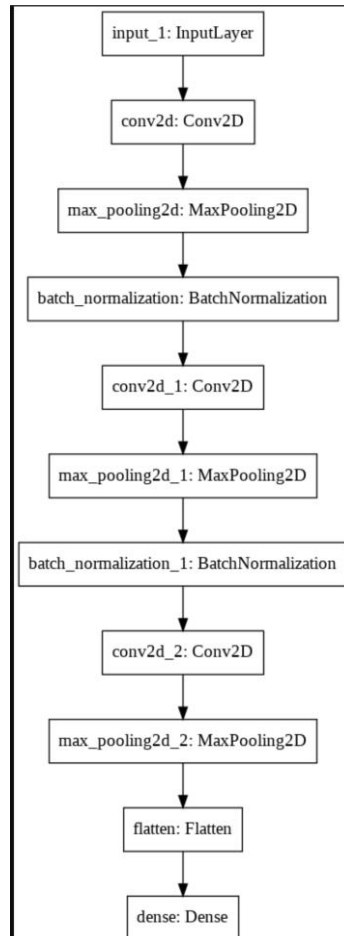 input_1: InputLayer
conv2d: Conv2D
max_pooling2d: MaxPooling2D
batch_normalization: BatchNormalization
conv2d_1: Conv2D
max_pooling2d_1: MaxPooling2D
batch_normalization_1: BatchNormalization
conv2d_2: Conv2D
max_pooling2d_2: MaxPooling2D
flatten: Flatten
dense: Dense